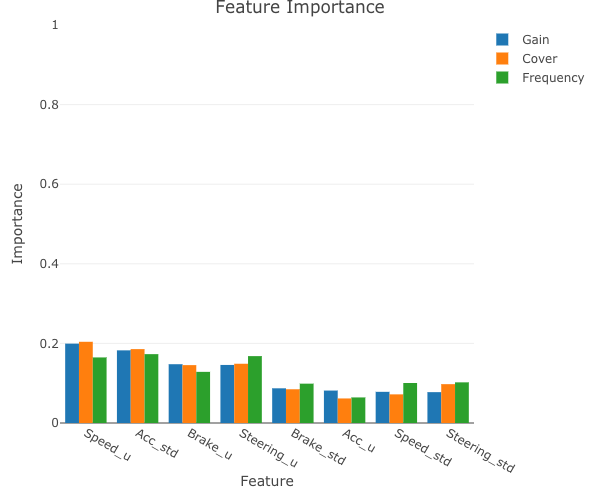 Feature Importance
Gain
Cover
Frequency
Importance
1
0.8
0.6
0.4
0.2
0
Speed_u
Acc_std
Brake_u
Steering_u
Brake_std
Acc_u
Speed_std
Steering_std
Feature